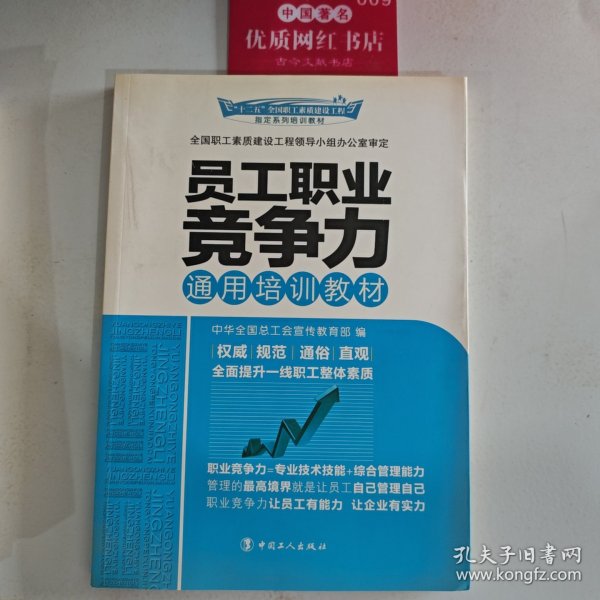 009
中国著名
优质网红书店
古今文献书店
“十二五”全国职工素质建设工程
指定系列培训教材
全国职工素质建设工程领导小组办公室审定
员工职业
竞争力
通用培训教材
中华全国总工会宣传教育部 编
权威 规范 通俗 直观
全面提升一线职工整体素质
职业竞争力=专业技术技能+综合管理能力
管理的最高境界就是让员工自己管理自己
职业竞争力让员工有能力 让企业有实力
中国工人出版社
YUANGONGZHIYE
JINGZHENGLI
孔夫子旧书网
www.kongfz.com